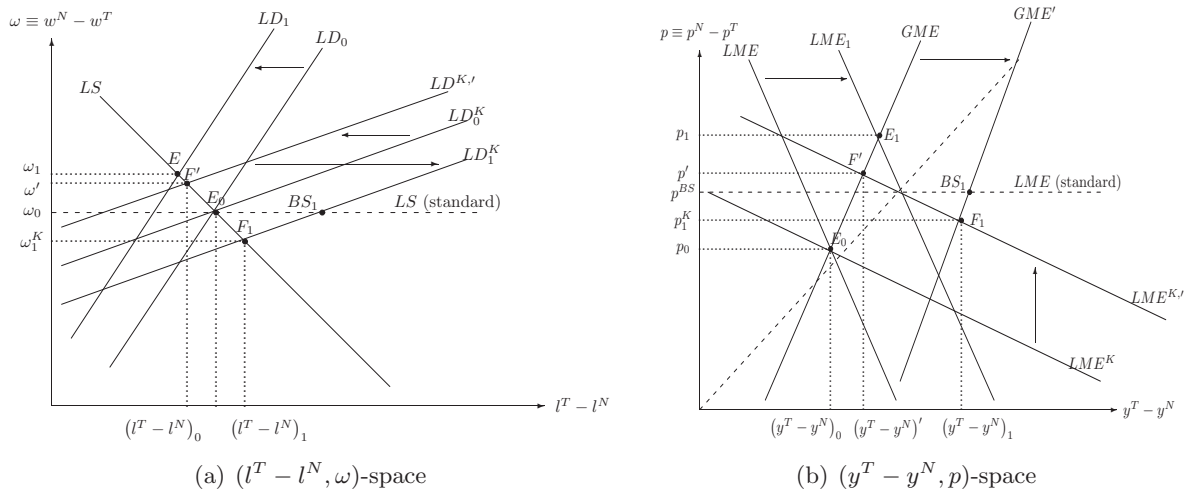 ω ≡ w^N − w^T
LD_1
LD_0
LS
LD^{K,′}
LD_0^K
LD_1^K
E
F′
E_0
BS_1
LS (standard)
F_1
ω_1
ω′
ω_0
ω_1^K
l^T − l^N
(l^T − l^N)_0
(l^T − l^N)_1
(a) (l^T − l^N, ω)-space
p ≡ p^N − p^T
LME
LME_1
GME
GME′
p_1
E_1
p′
F′
p^{BS}
BS_1
LME (standard)
p_1^K
F_1
p_0
E_0
LME^{K,′}
LME^K
y^T − y^N
(y^T − y^N)_0
(y^T − y^N)′
(y^T − y^N)_1
(b) (y^T − y^N, p)-space